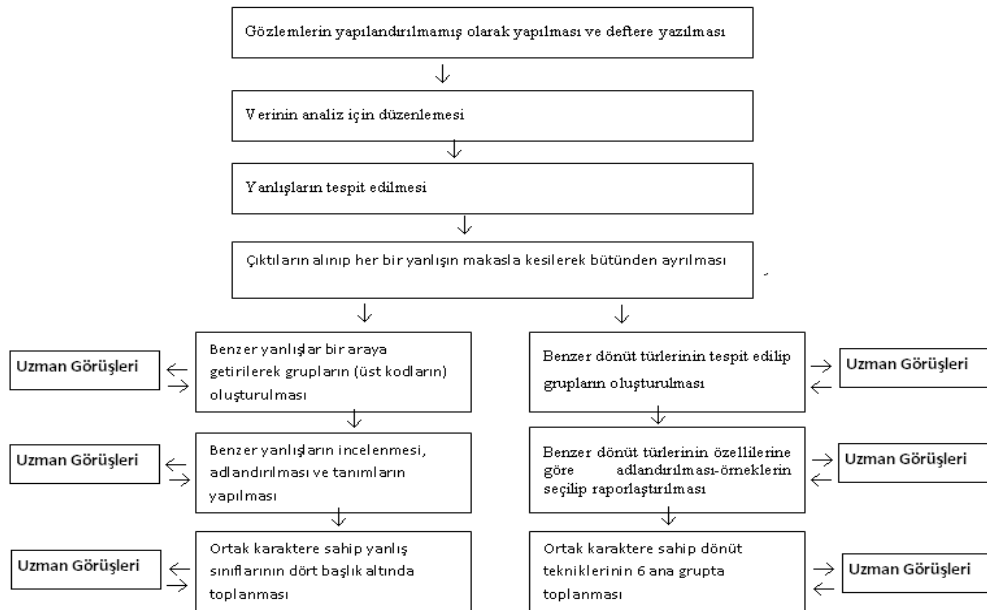 Gözlemlerin yapılandırılmamış olarak yapılması ve deftere yazılması
Verinin analiz için düzenlemesi
Yanlışların tespit edilmesi
Çıktıların alınıp her bir yanlışın makasla kesilerek bütünden ayrılması
Uzman Görüşleri
Benzer yanlışlar bir araya
getirilerek grupların (üst kodların)
oluşturulması
Benzer dönüt türlerinin tespit edilip
grupların oluşturulması
Uzman Görüşleri
Uzman Görüşleri
Benzer yanlışların incelenmesi,
adlandırılması ve tanımların
yapılması
Benzer dönüt türlerinin özellilerine
göre adlandırılması-örneklerin
seçilip raporlaştırılması
Uzman Görüşleri
Uzman Görüşleri
Ortak karaktere sahip yanlış
sınıflarının dört başlık altında
toplanması
Ortak karaktere sahip dönüt
tekniklerinin 6 ana grupta
toplanması
Uzman Görüşleri